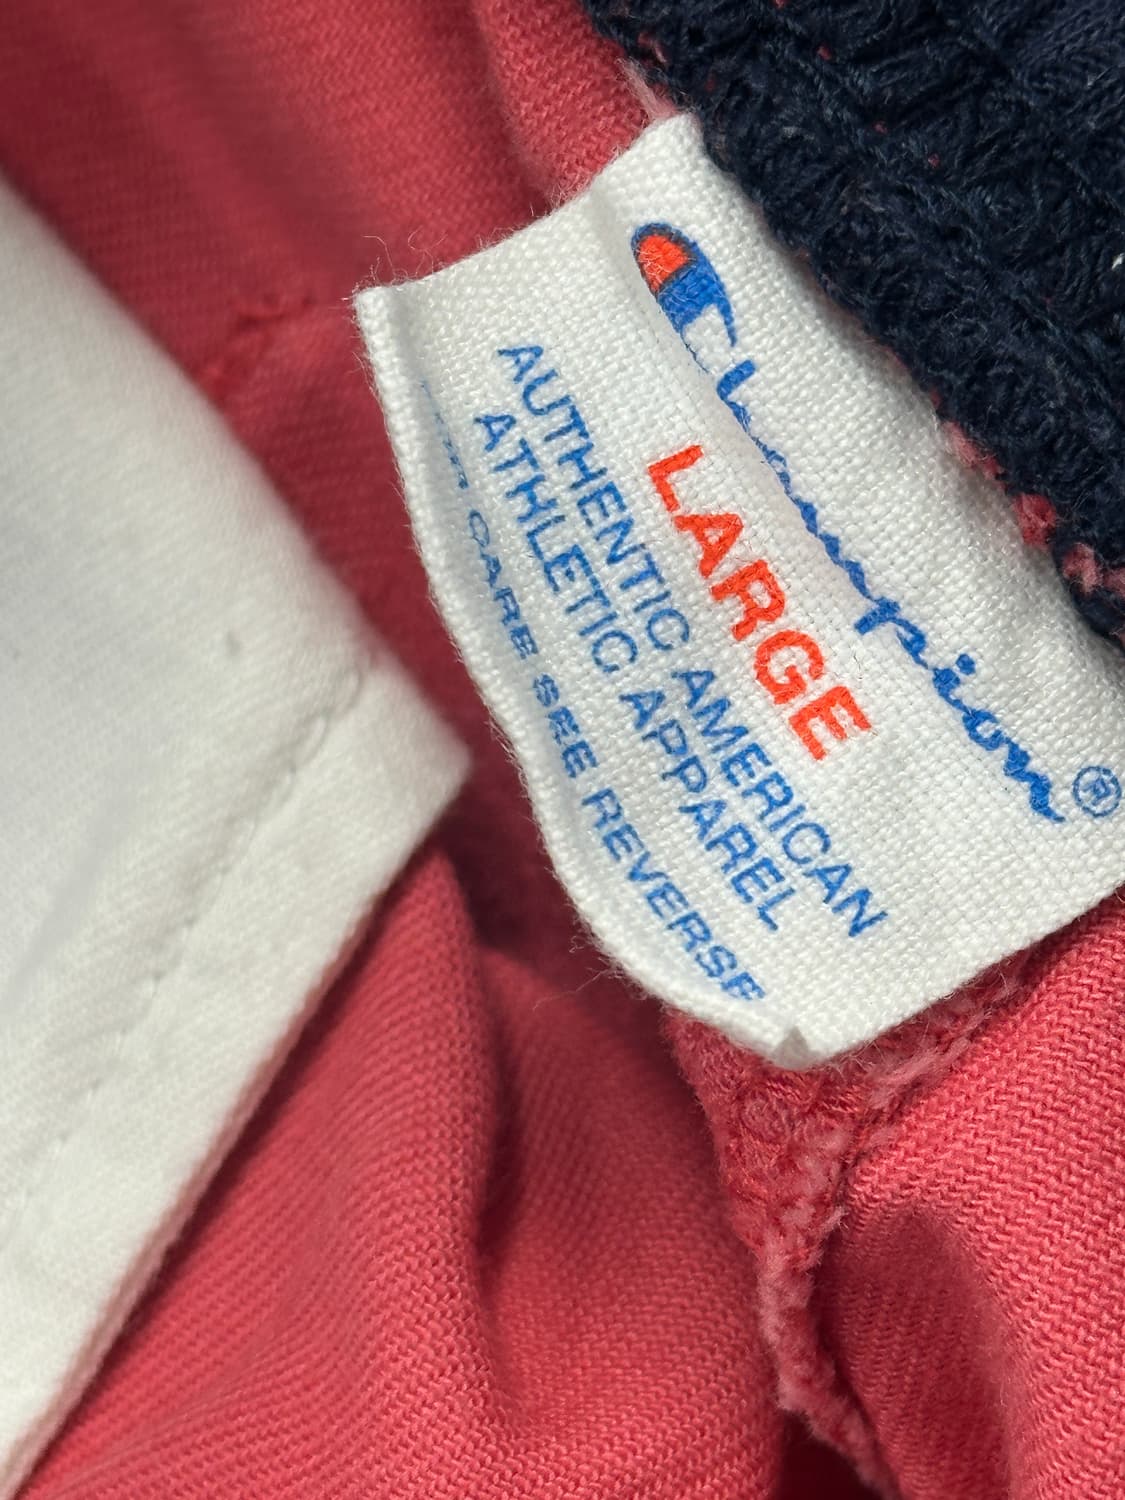 Champion®
LARGE
AUTHENTIC AMERICAN
ATHLETIC APPAREL
CARE SEE REVERSE